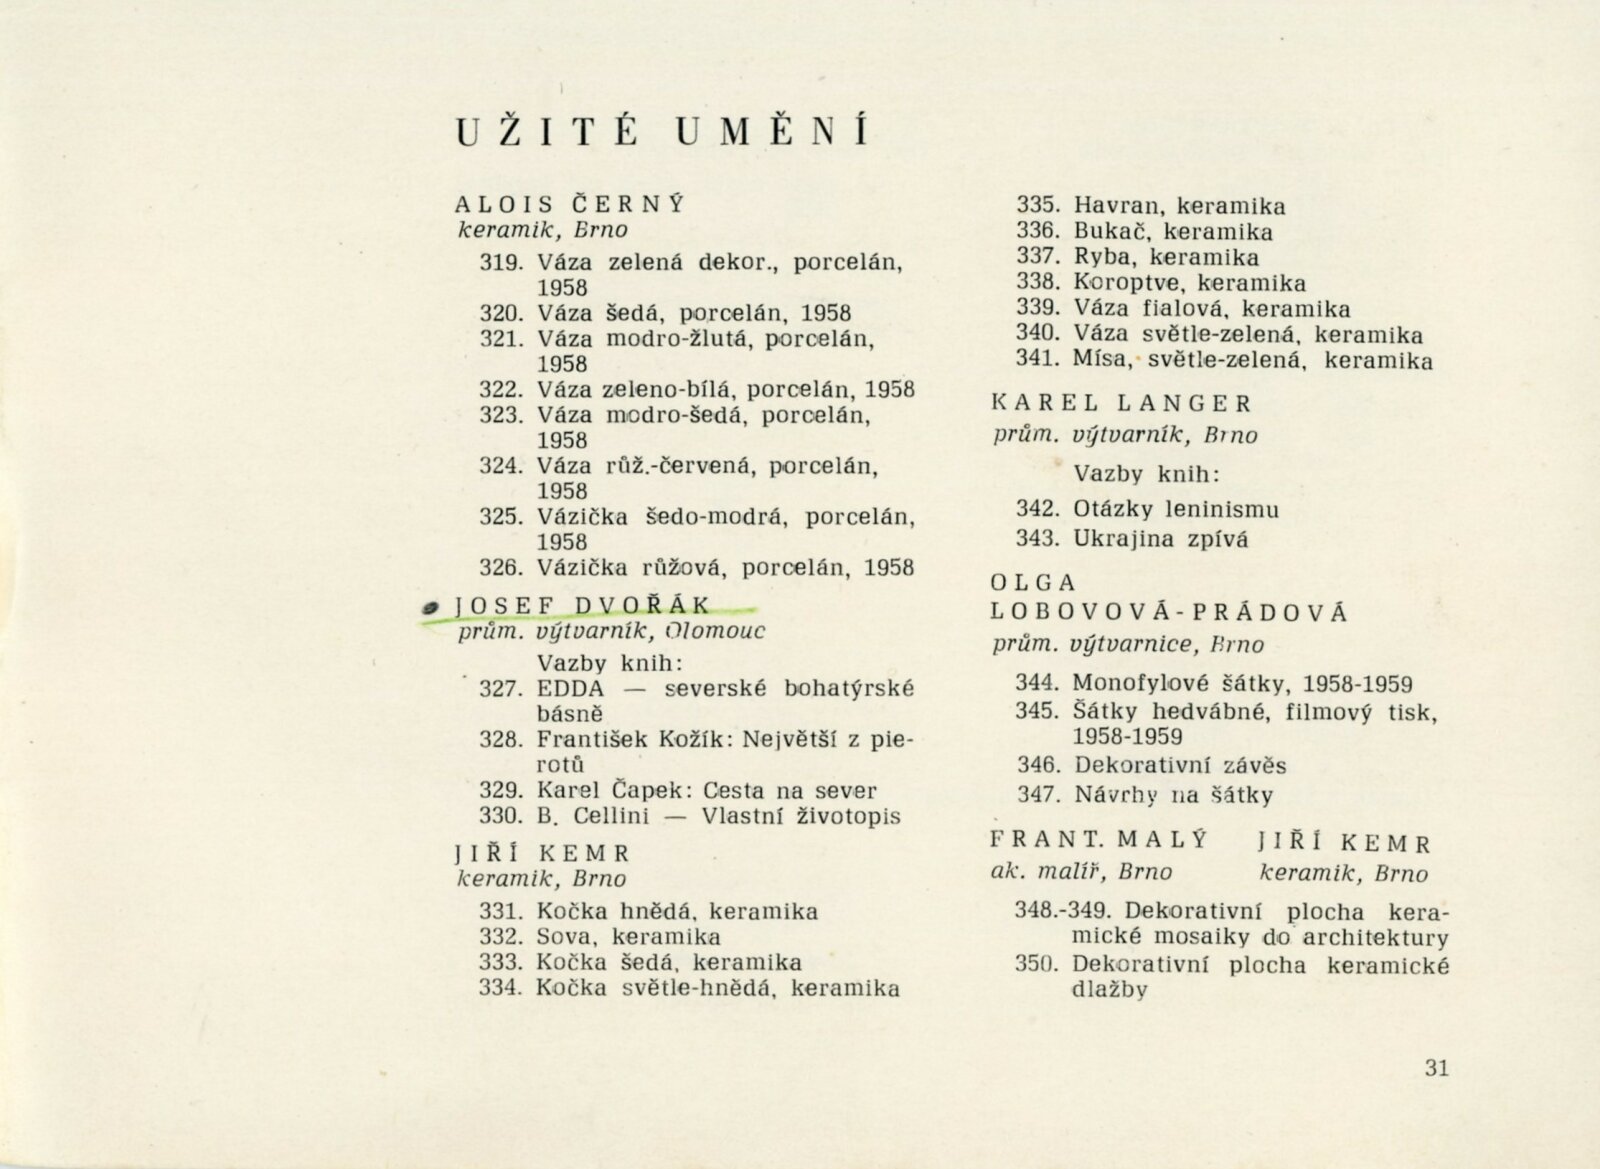 UŽITÉ UMĚNÍ
ALOIS ČERNÝ
keramik, Brno
319. Váza zelená dekor., porcelán,
1958
320. Váza šedá, porcelán, 1958
321. Váza modro-žlutá, porcelán,
1958
322. Váza zeleno-bílá, porcelán, 1958
323. Váza modro-šedá, porcelán,
1958
324. Váza růž.-červená, porcelán,
1958
325. Vázička šedo-modrá, porcelán,
1958
326. Vázička růžová, porcelán, 1958
JOSEF DVOŘÁK
prům. výtvarník, Olomouc
Vazby knih:
327. EDDA — severské bohatýrské
básně
328. František Kožík: Největší z pie-
rotů
329. Karel Čapek: Cesta na sever
330. B. Cellini — Vlastní životopis
JIŘÍ KEMR
keramik, Brno
331. Kočka hnědá, keramika
332. Sova, keramika
333. Kočka šedá, keramika
334. Kočka světle-hnědá, keramika
335. Havran, keramika
336. Bukač, keramika
337. Ryba, keramika
338. Koroptve, keramika
339. Váza fialová, keramika
340. Váza světle-zelená, keramika
341. Mísa, světle-zelená, keramika
KAREL LANGER
prům. výtvarník, Brno
Vazby knih:
342. Otázky leninismu
343. Ukrajina zpívá
OLGA
LOBOVOVÁ-PRÁDOVÁ
prům. výtvarnice, Brno
344. Monofylové šátky, 1958-1959
345. Šátky hedvábné, filmový tisk,
1958-1959
346. Dekorativní závěs
347. Návrhy na šátky
FRANT. MALÝ JIŘÍ KEMR
ak. malíř, Brno keramik, Brno
348.-349. Dekorativní plocha kera-
mické mosaiky do architektury
350. Dekorativní plocha keramické
dlažby
31